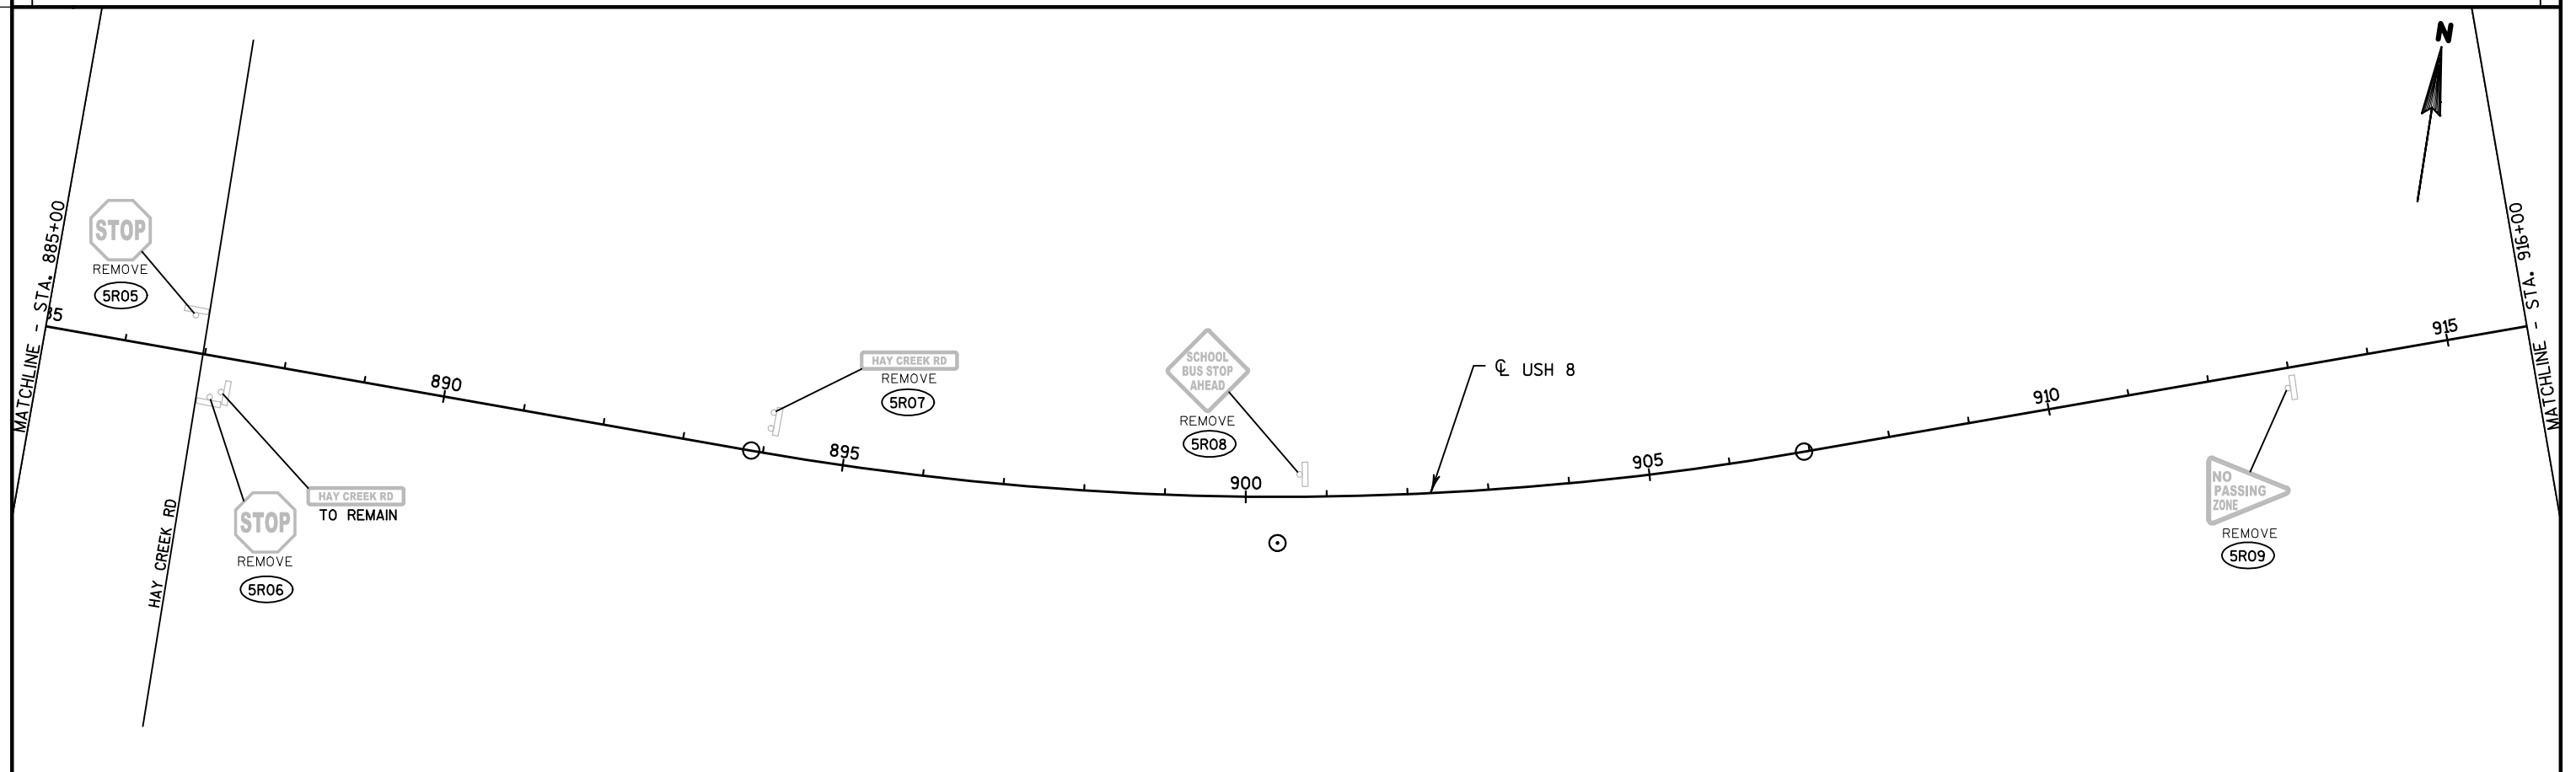 N
MATCHLINE - STA. 885+00
85
STOP
REMOVE
5R05
HAY CREEK RD
STOP
REMOVE
5R06
HAY CREEK RD
TO REMAIN
890
HAY CREEK RD
REMOVE
5R07
895
SCHOOL
BUS STOP
AHEAD
REMOVE
5R08
900
℄ USH 8
905
910
NO
PASSING
ZONE
REMOVE
5R09
915
MATCHLINE - STA. 916+00